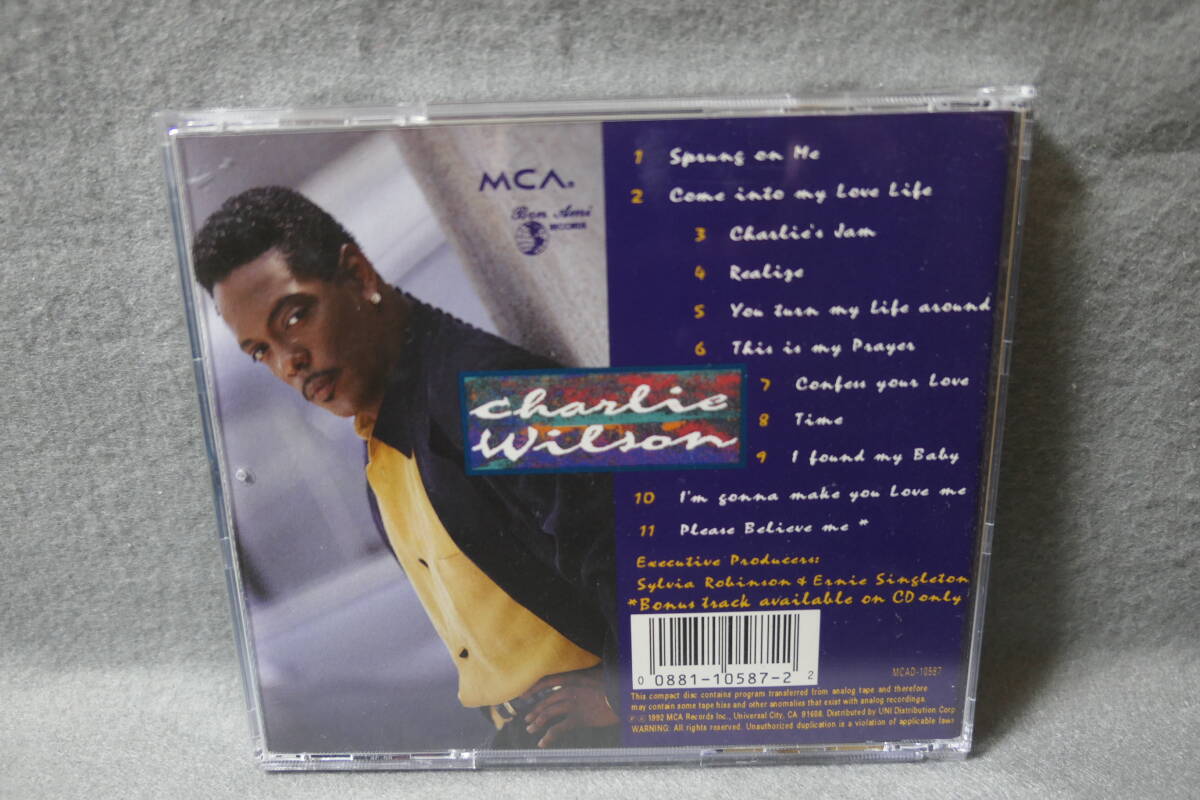 MCA.
Bon Ami
RECORDS
Charlie
Wilson
1 Sprung on Me
2 Come into my Love Life
3 Charlie's Jam
4 Realize
5 You turn my life around
6 This is my Prayer
7 Confess your Love
8 Time
9 I found my Baby
10 I'm gonna make you Love me
11 Please Believe me *
Executive Producers:
Sylvia Robinson & Ernie Singleton
*Bonus track available on CD only
0 0881-10587-2 2
MCAD-10587
This compact disc contains program transferred from analog tape and therefore
may contain some tape hiss and other anomalies that exist with analog recordings.
℗ © 1992 MCA Records Inc., Universal City, CA 91608. Distributed by UNI Distribution Corp
WARNING: All rights reserved. Unauthorized duplication is a violation of applicable laws